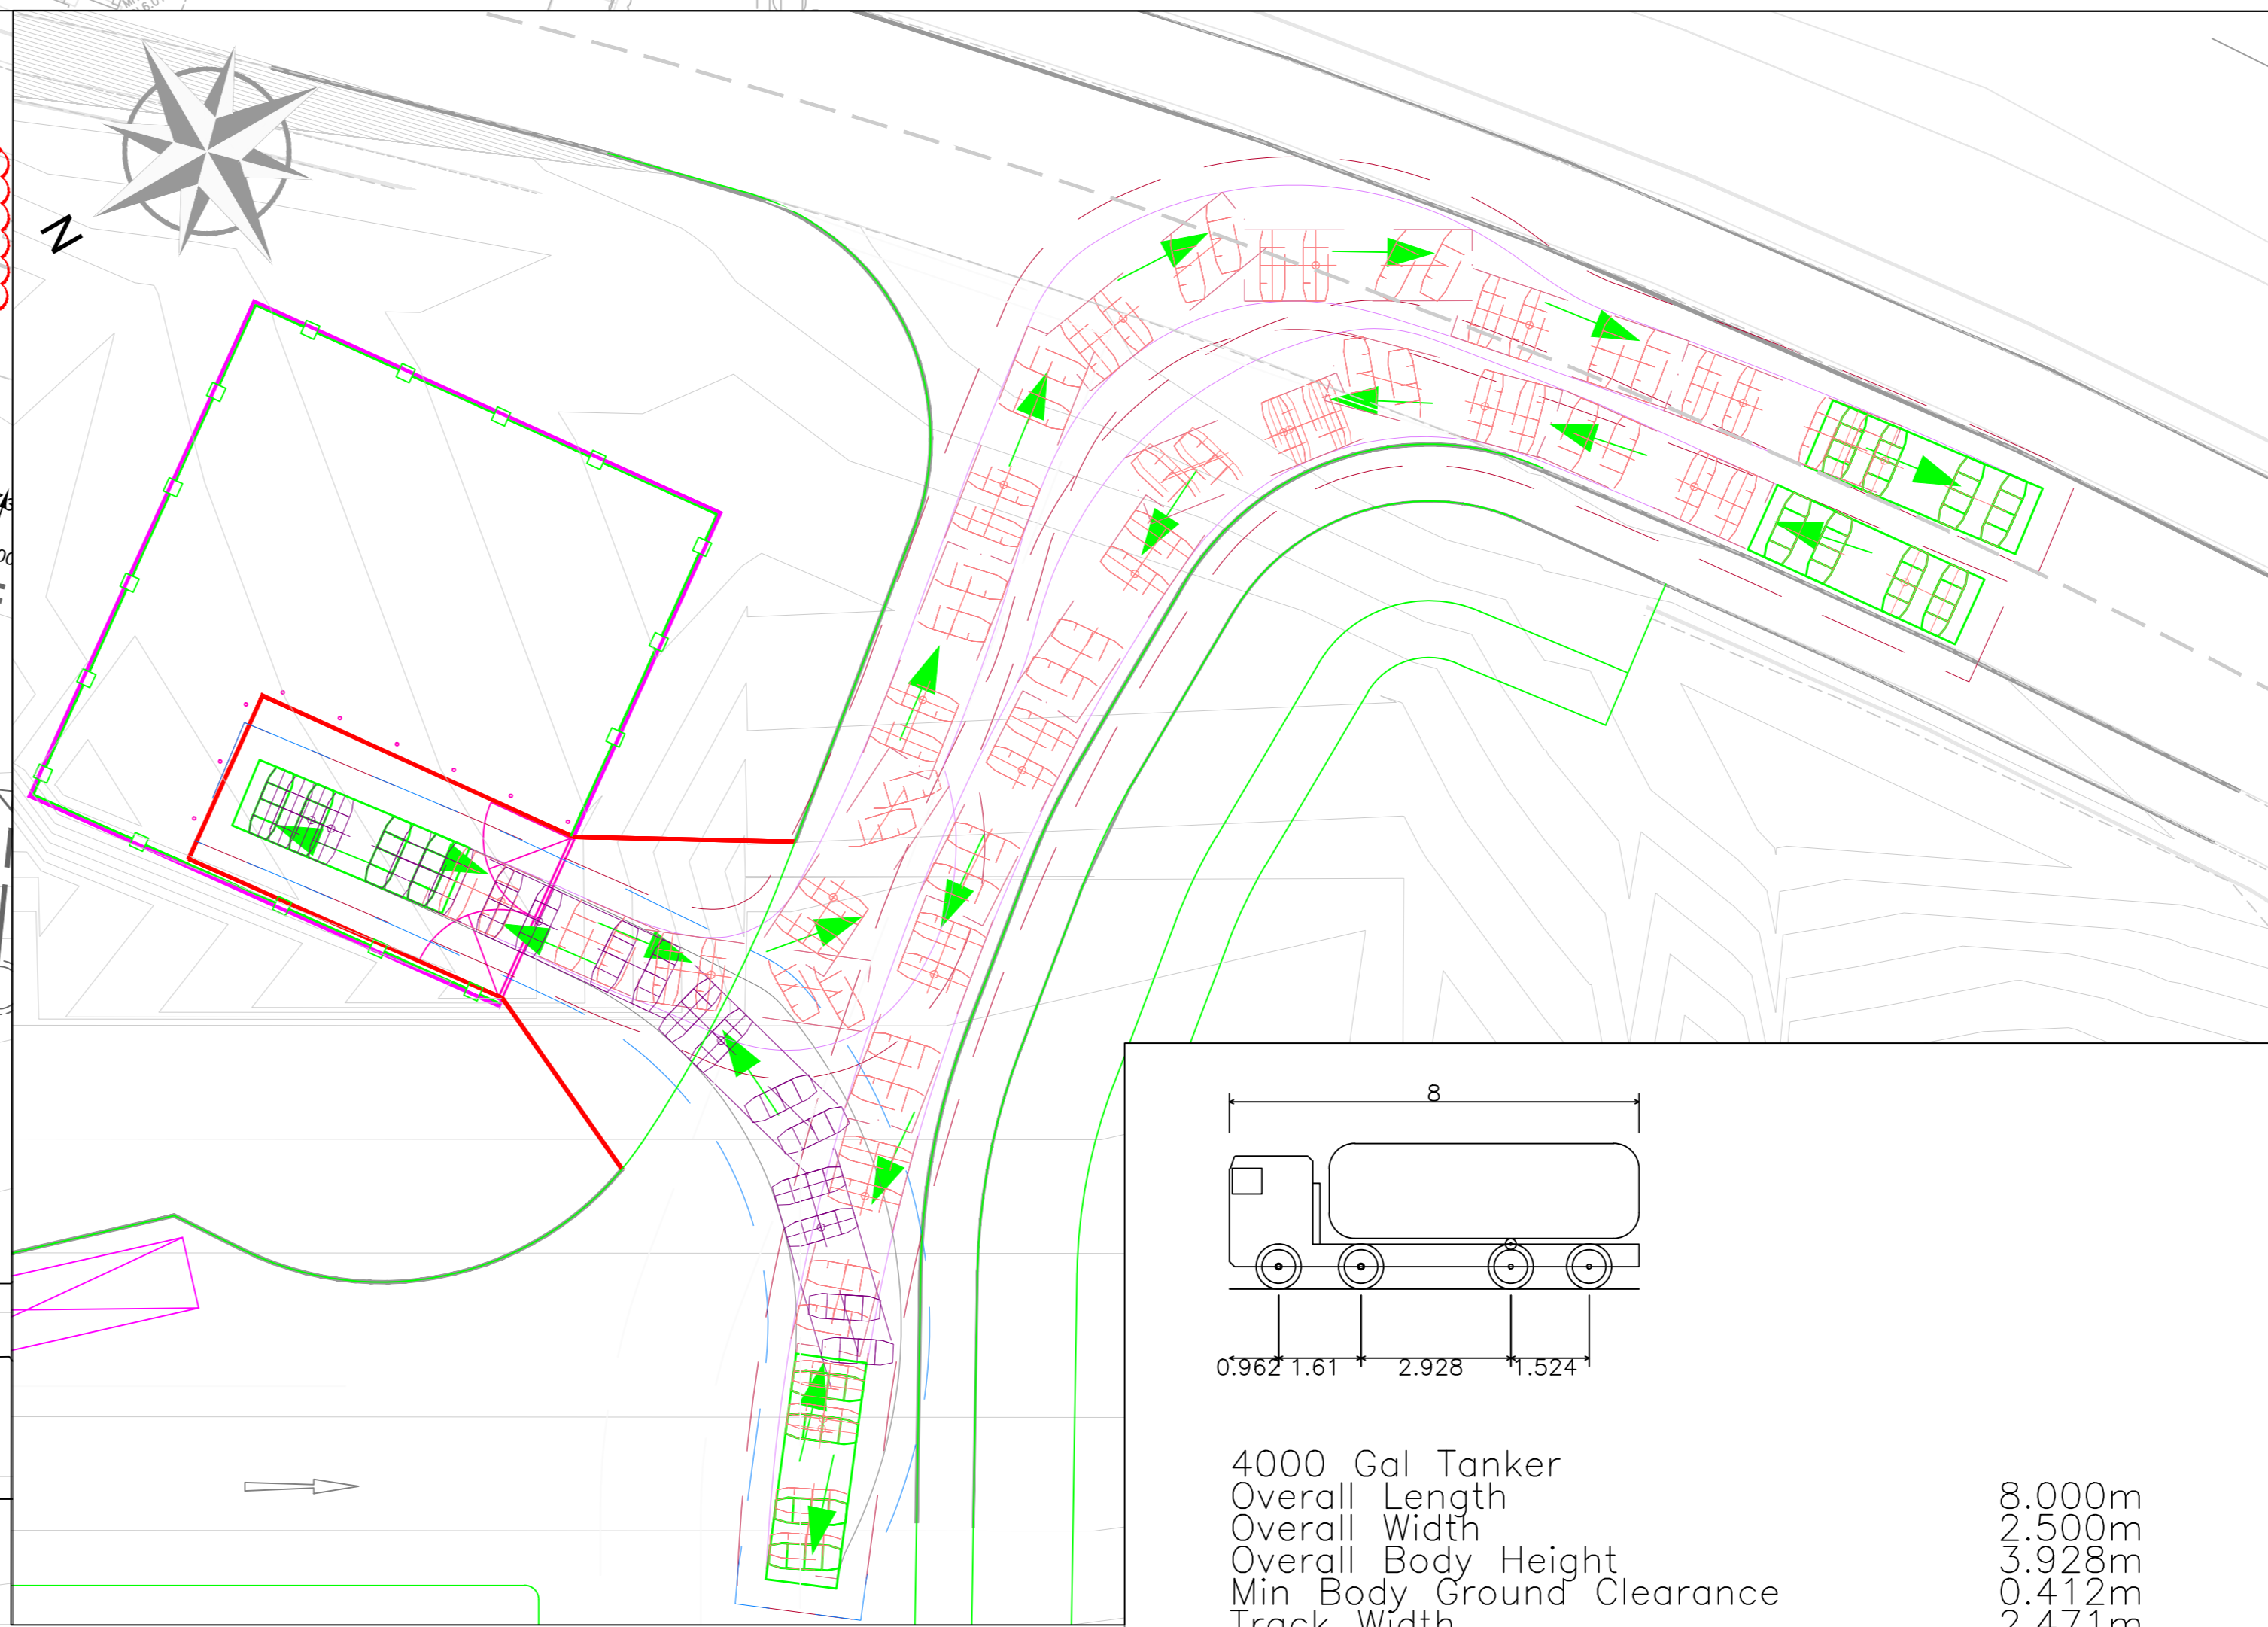 N
8
0.962 1.61 2.928 1.524
4000 Gal Tanker
Overall Length 8.000m
Overall Width 2.500m
Overall Body Height 3.928m
Min Body Ground Clearance 0.412m
Track Width 2.471m